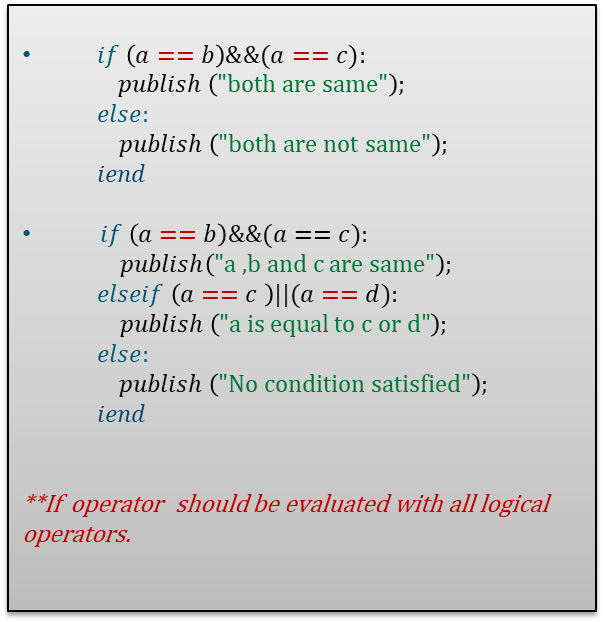 • if (a == b)&&(a == c):
publish ("both are same");
else:
publish ("both are not same");
iend
• if (a == b)&&(a == c):
publish("a ,b and c are same");
elseif (a == c )||(a == d):
publish ("a is equal to c or d");
else:
publish ("No condition satisfied");
iend
**If operator should be evaluated with all logical
operators.